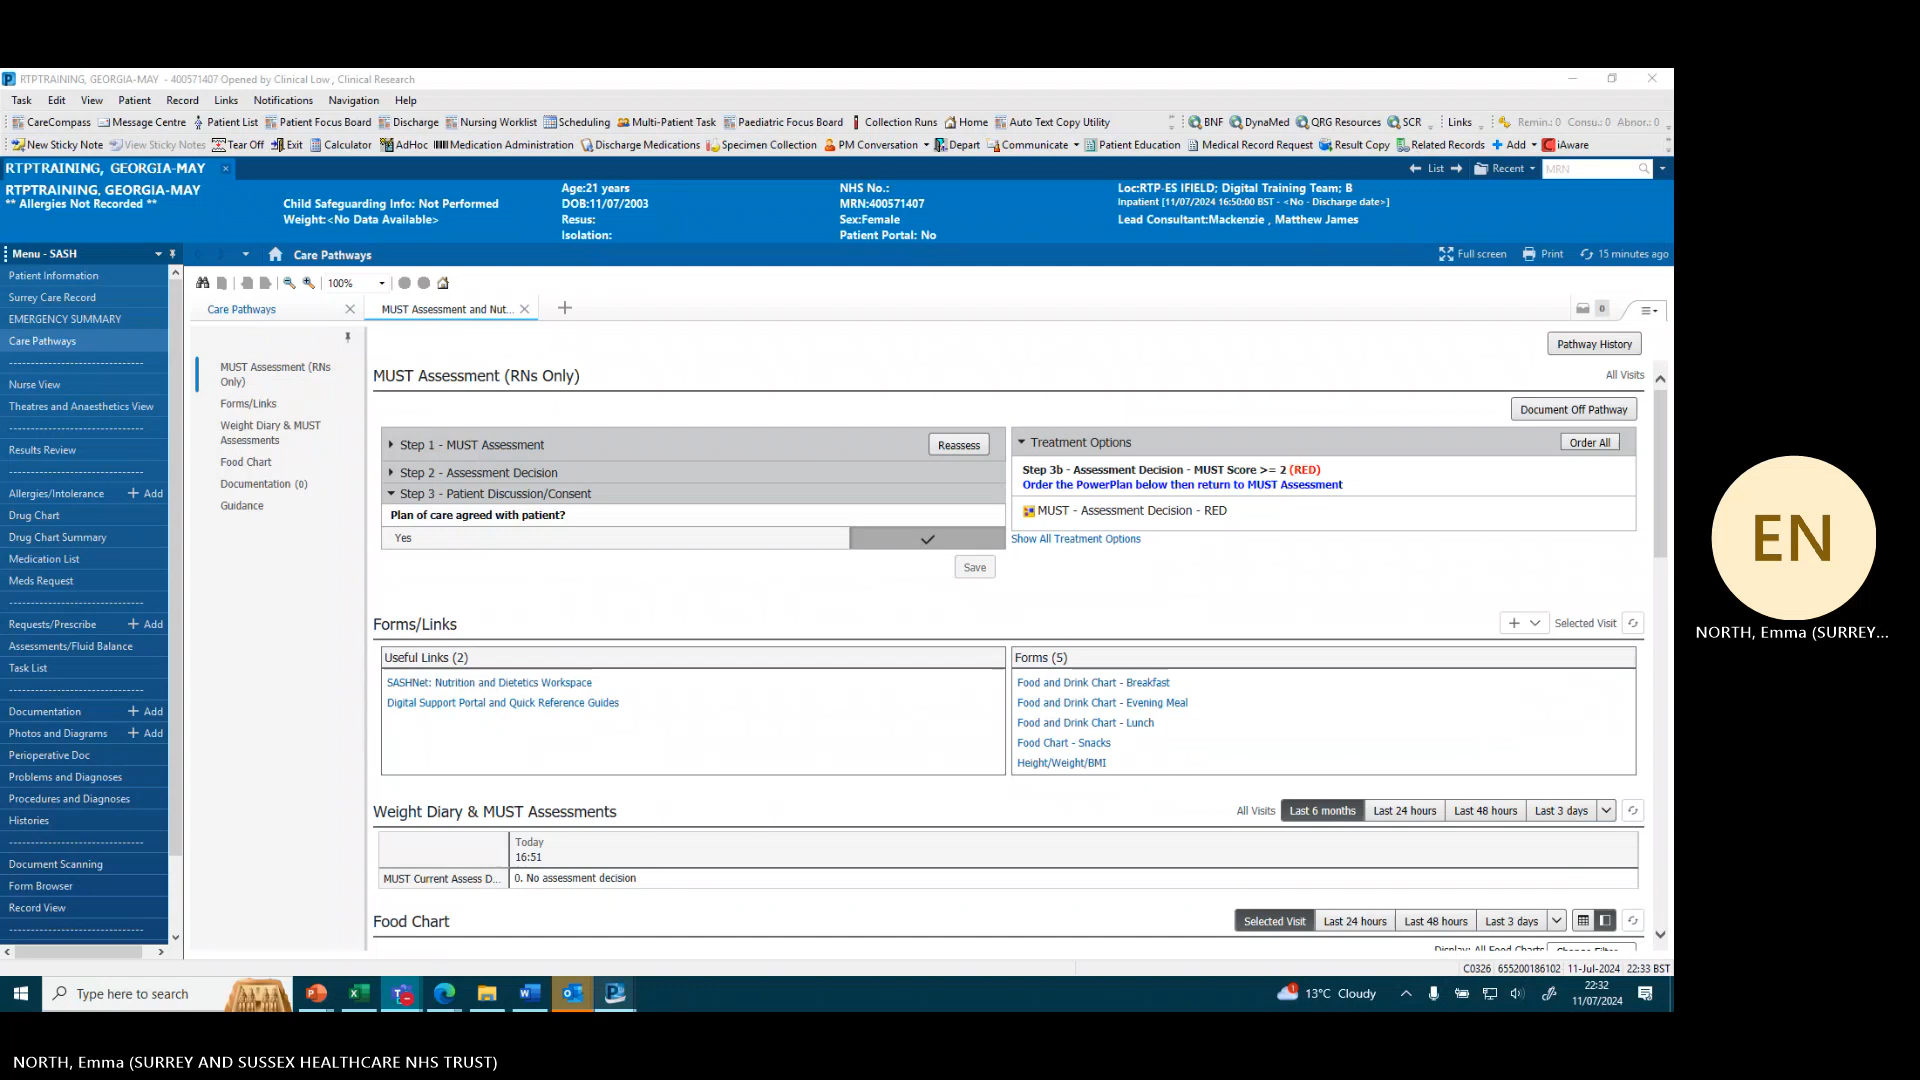 RTPTRAINING, GEORGIA-MAY - 400571407 Opened by Clinical Low , Clinical Research
Task Edit View Patient Record Links Notifications Navigation Help
CareCompass Message Centre Patient List Patient Focus Board Discharge Nursing Worklist Scheduling Multi-Patient Task Paediatric Focus Board Collection Runs Home Auto Text Copy Utility BNF DynaMed QRG Resources SCR Links Remin.: 0 Consu.: 0 Abnor.: 0
New Sticky Note View Sticky Notes Tear Off Exit Calculator AdHoc Medication Administration Discharge Medications Specimen Collection PM Conversation Depart Communicate Patient Education Medical Record Request Result Copy Related Records Add iAware
RTPTRAINING, GEORGIA-MAY List Recent MRN
RTPTRAINING, GEORGIA-MAY Age:21 years NHS No.: Loc:RTP-ES IFIELD; Digital Training Team; B
** Allergies Not Recorded ** Child Safeguarding Info: Not Performed DOB:11/07/2003 MRN:400571407 Inpatient [11/07/2024 16:50:00 BST - <No - Discharge date>]
Weight:<No Data Available> Resus: Sex:Female Lead Consultant:Mackenzie , Matthew James
Isolation: Patient Portal: No
Menu - SASH
Care Pathways
Full screen Print 15 minutes ago
100%
Patient Information
Surrey Care Record
EMERGENCY SUMMARY
Care Pathways
Nurse View
Theatres and Anaesthetics View
Results Review
Allergies/Intolerance + Add
Drug Chart
Drug Chart Summary
Medication List
Meds Request
Requests/Prescribe + Add
Assessments/Fluid Balance
Task List
Documentation + Add
Photos and Diagrams + Add
Perioperative Doc
Problems and Diagnoses
Procedures and Diagnoses
Histories
Document Scanning
Form Browser
Record View
Care Pathways
MUST Assessment and Nut...
0
MUST Assessment (RNs
Only)
Forms/Links
Weight Diary & MUST
Assessments
Food Chart
Documentation (0)
Guidance
Pathway History
MUST Assessment (RNs Only)
All Visits
Document Off Pathway
Step 1 - MUST Assessment
Reassess
Step 2 - Assessment Decision
Step 3 - Patient Discussion/Consent
Plan of care agreed with patient?
Yes
Save
Treatment Options
Order All
Step 3b - Assessment Decision - MUST Score >= 2 (RED)
Order the PowerPlan below then return to MUST Assessment
MUST - Assessment Decision - RED
Show All Treatment Options
Forms/Links
Selected Visit
Useful Links (2)
SASHNet: Nutrition and Dietetics Workspace
Digital Support Portal and Quick Reference Guides
Forms (5)
Food and Drink Chart - Breakfast
Food and Drink Chart - Evening Meal
Food and Drink Chart - Lunch
Food Chart - Snacks
Height/Weight/BMI
Weight Diary & MUST Assessments
All Visits Last 6 months Last 24 hours Last 48 hours Last 3 days
Today
16:51
MUST Current Assess D... 0. No assessment decision
Food Chart
Selected Visit Last 24 hours Last 48 hours Last 3 days
Display: All Food Charts Change Filter
C0326 655200186102 11-Jul-2024 22:33 BST
Type here to search
1
13°C Cloudy
22:32
11/07/2024
EN
NORTH, Emma (SURREY...
NORTH, Emma (SURREY AND SUSSEX HEALTHCARE NHS TRUST)